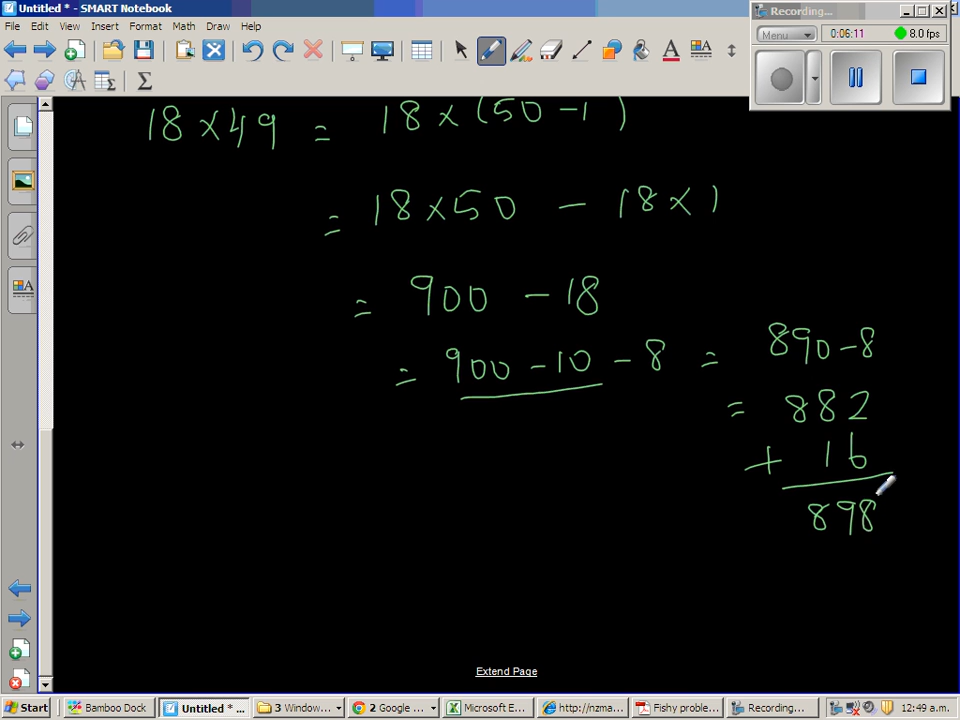 Untitled * - SMART Notebook
File Edit View Insert Format Math Draw Help
Recording...
Menu 0:06:11 8.0 fps
18 × 49 = 18 × (50 - 1)
= 18 × 50 - 18 × 1
= 900 - 18
= 900 - 10 - 8 = 890 - 8
= 882
+ 16
898
Extend Page
Start Bamboo Dock Untitled * ... 3 Window... 2 Google ... Microsoft E... http://nzma... Fishy proble... Recording... 12:49 a.m.